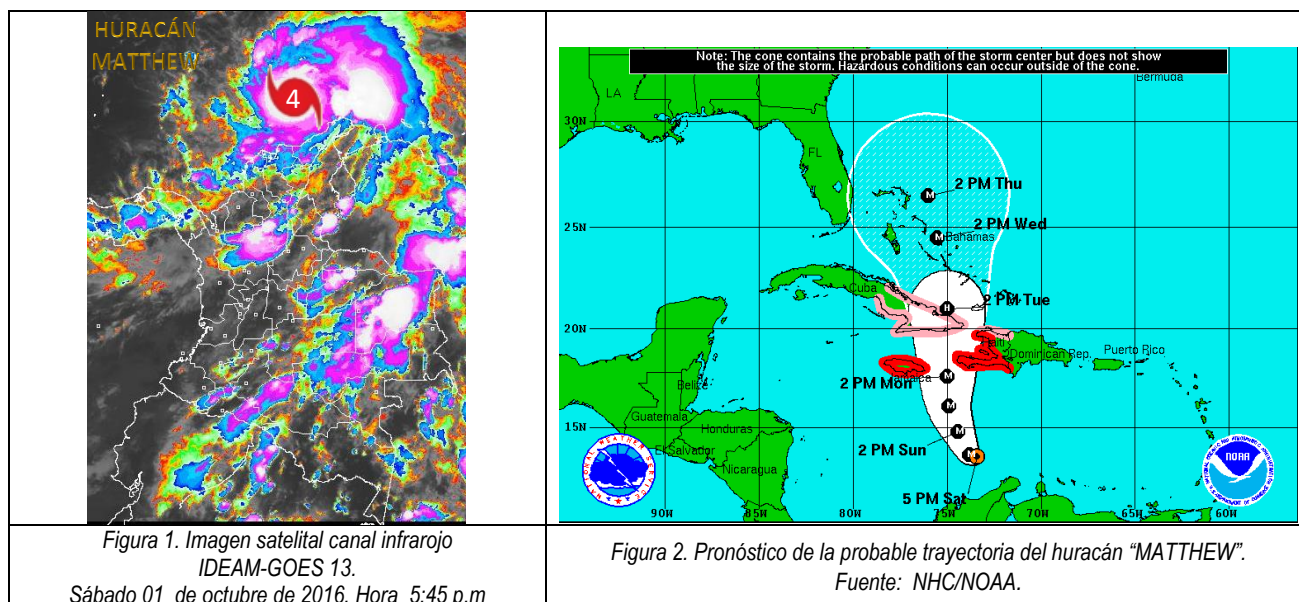 HURACÁN
MATTHEW
4
Figura 1. Imagen satelital canal infrarojo
IDEAM-GOES 13.
Sábado 01 de octubre de 2016. Hora 5:45 p.m
Note: The cone contains the probable path of the storm center but does not show
the size of the storm. Hazardous conditions can occur outside of the cone.
Bermuda
LA
30N
FL
2 PM Thu
M
25N
2 PM Wed
M
Bahamas
Cuba
2 PM Tue
H
20N
Haiti
Dominican Rep.
Puerto Rico
2 PM Mon
M
Belize
M
Guatemala
Honduras
M
15N
El Salvador
2 PM Sun
M
Nicaragua
NATIONAL WEATHER SERVICE
NOAA
5 PM Sat
90W
80W
75W
70W
65W
60W
Figura 2. Pronóstico de la probable trayectoria del huracán “MATTHEW”.
Fuente: NHC/NOAA.